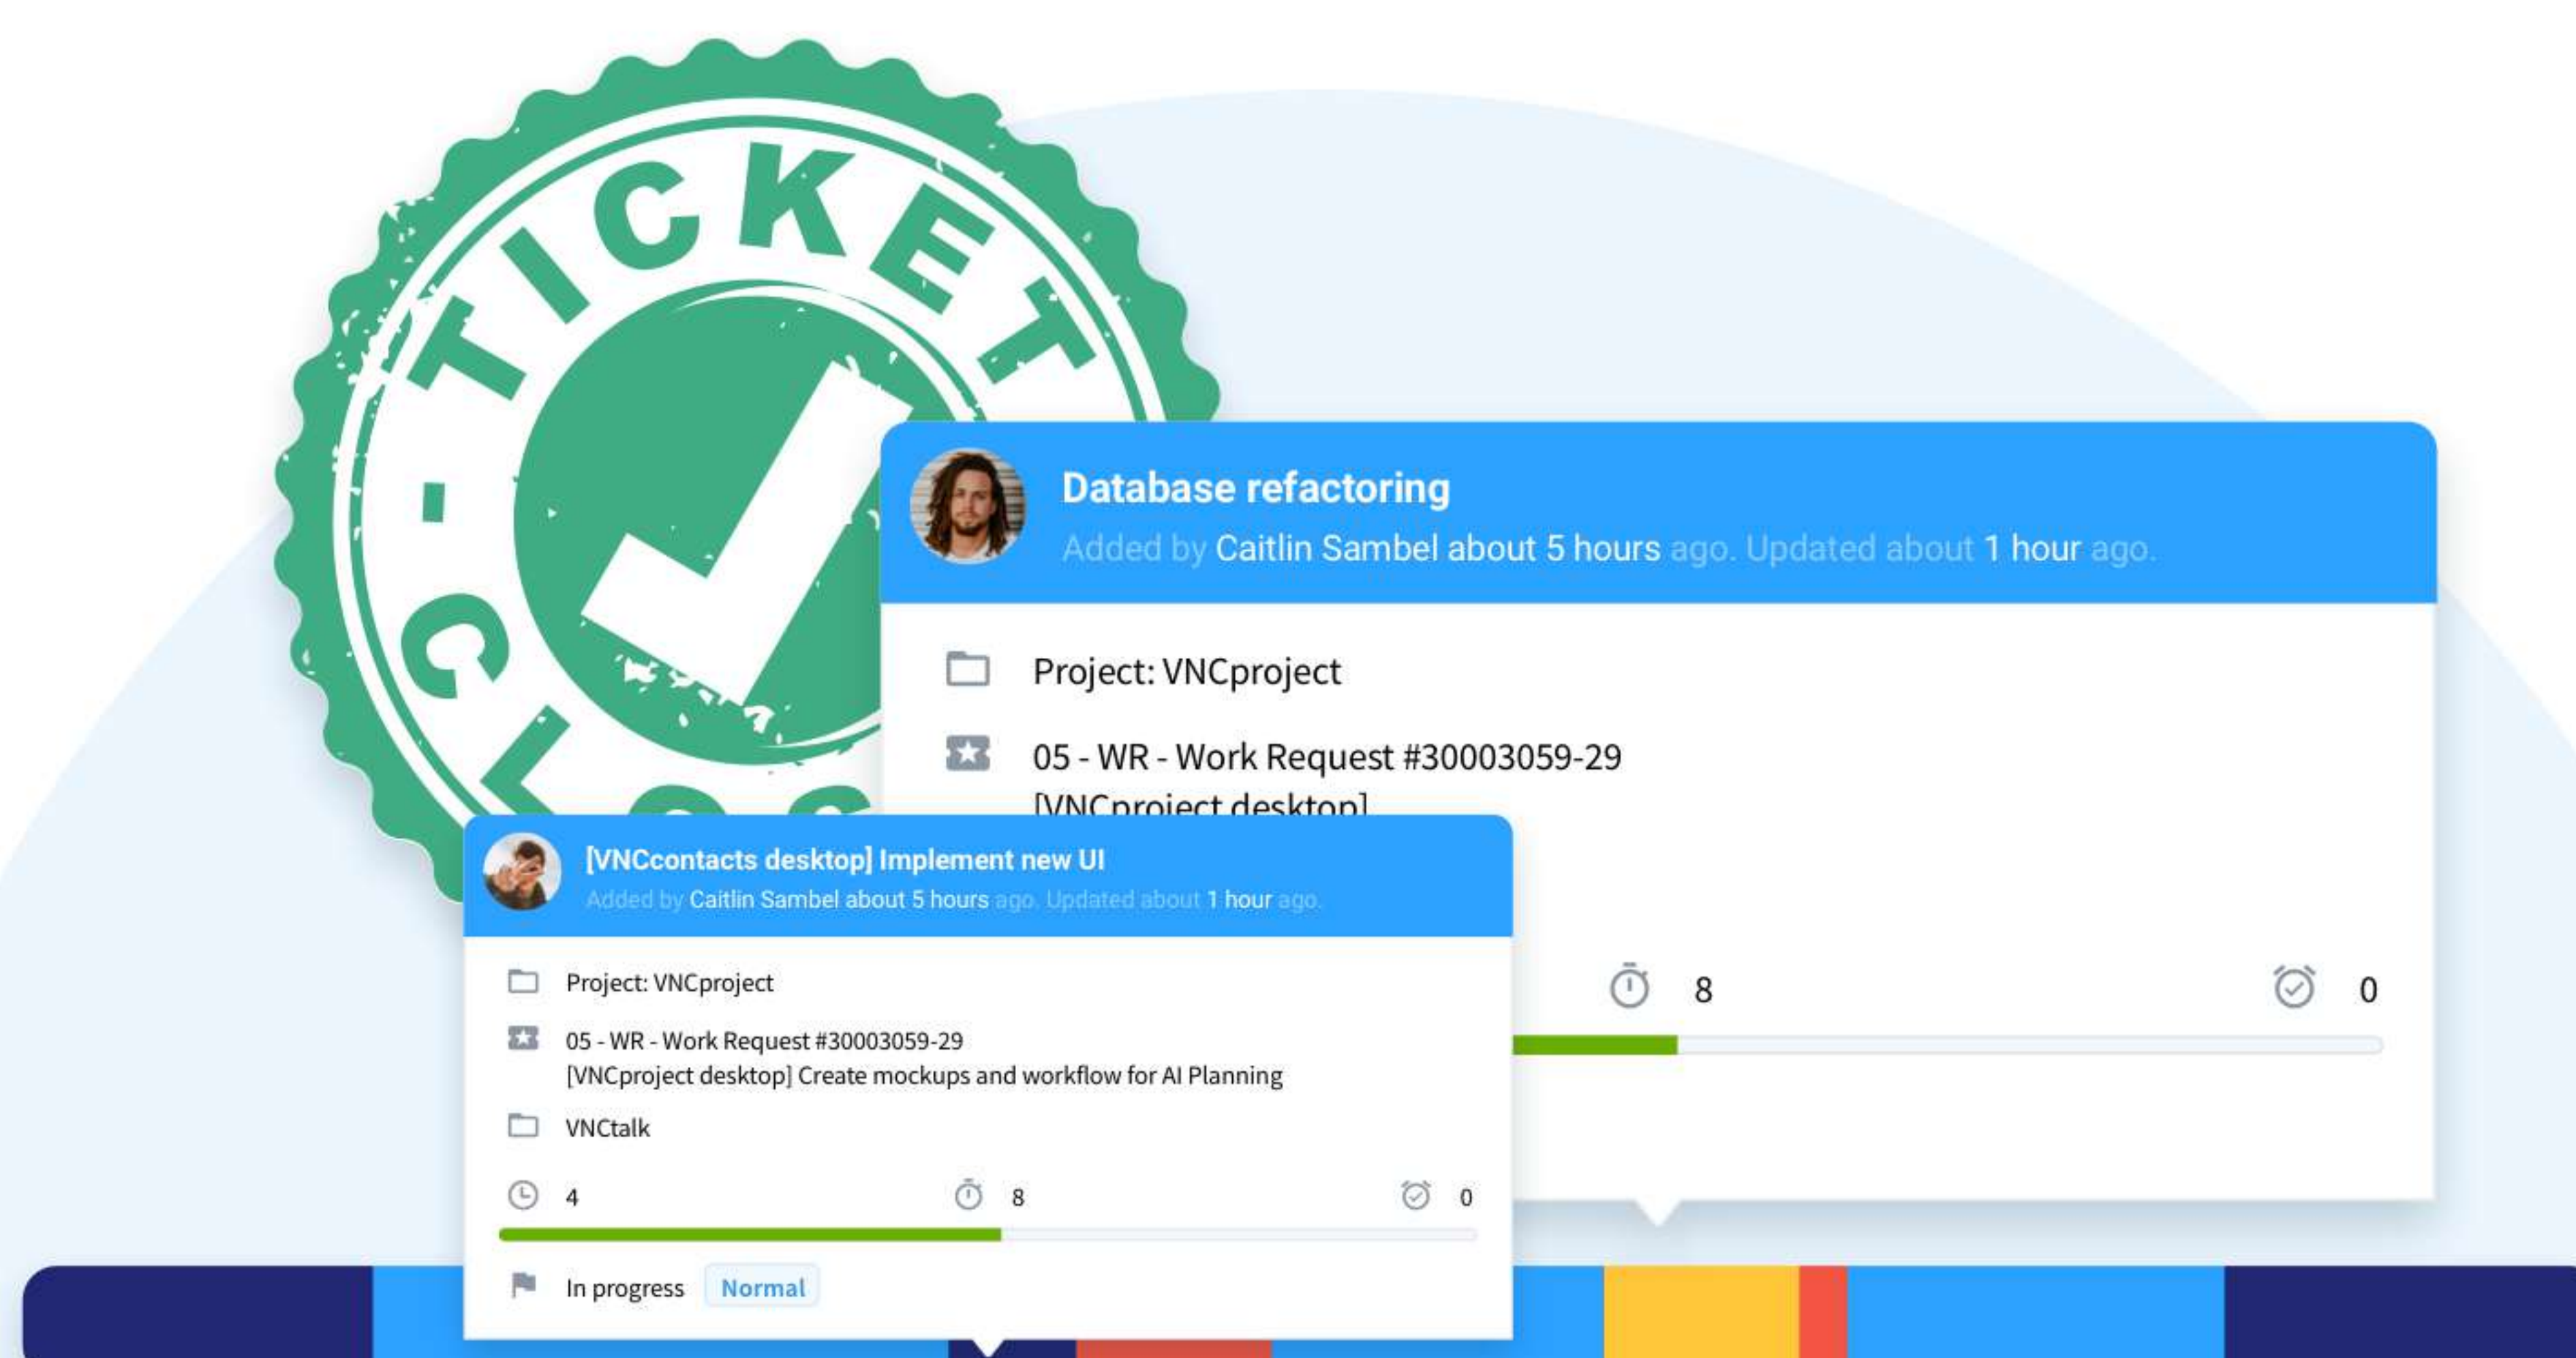 TICKET
Database refactoring
Added by Caitlin Sambel about 5 hours ago. Updated about 1 hour ago.
Project: VNCproject
05 - WR - Work Request #30003059-29
[VNCproject desktop]
8
0
[VNCcontacts desktop] Implement new UI
Added by Caitlin Sambel about 5 hours ago. Updated about 1 hour ago.
Project: VNCproject
05 - WR - Work Request #30003059-29
[VNCproject desktop] Create mockups and workflow for AI Planning
VNCtalk
4
8
0
In progress Normal